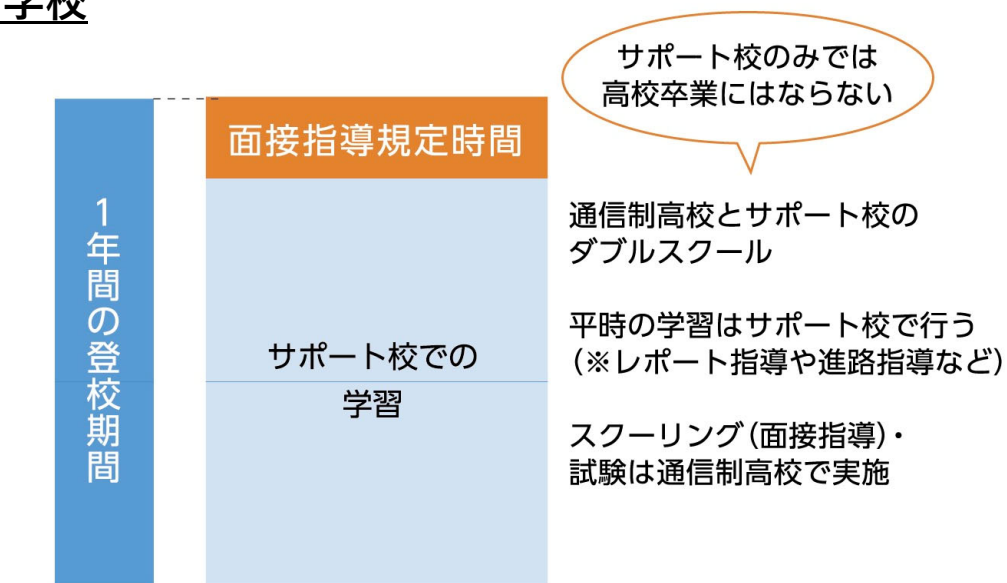 学校
サポート校のみでは
高校卒業にはならない
面接指導規定時間
1年間の登校期間
サポート校での
学習
通信制高校とサポート校の
ダブルスクール
平時の学習はサポート校で行う
(※レポート指導や進路指導など)
スクーリング(面接指導)・
試験は通信制高校で実施